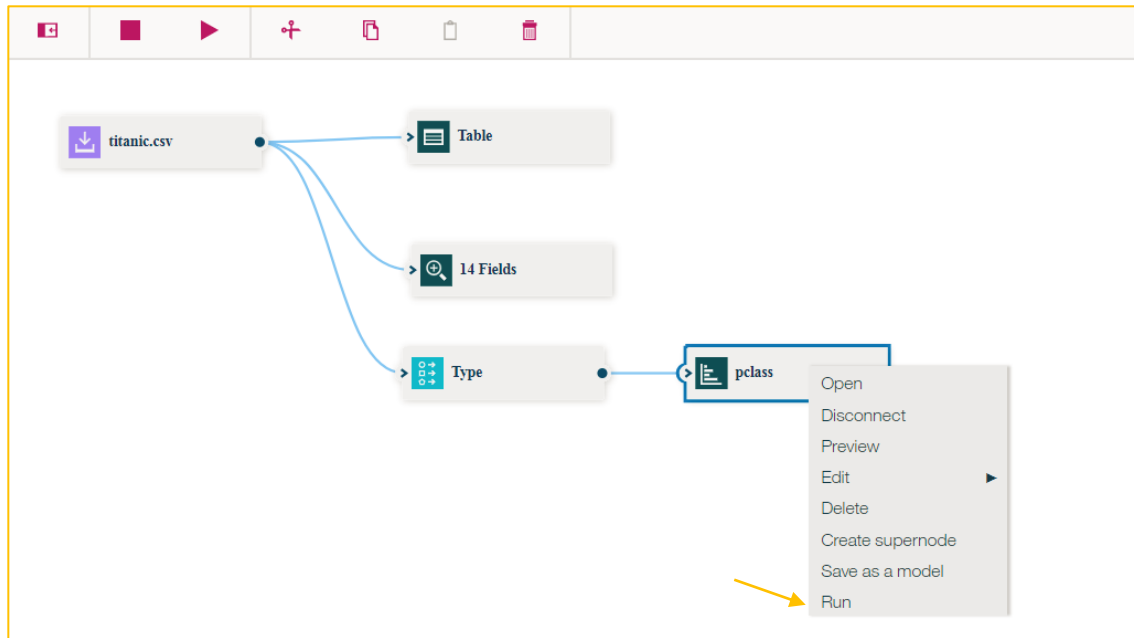 titanic.csv
Table
14 Fields
Type
pclass
Open
Disconnect
Preview
Edit
Delete
Create supernode
Save as a model
Run